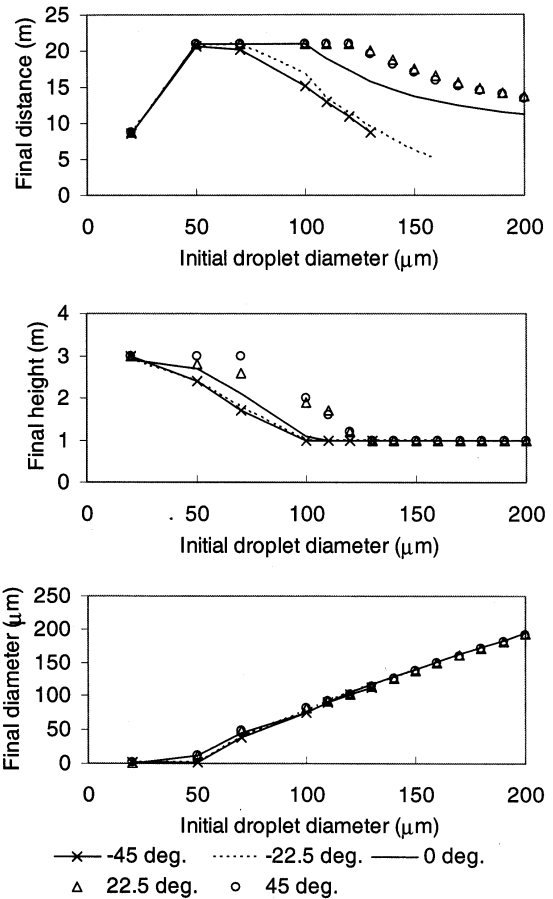 Final distance (m)
25
20
15
10
5
0
0 50 100 150 200
Initial droplet diameter (μm)
Final height (m)
4
3
2
1
0
0 50 100 150 200
Initial droplet diameter (μm)
Final diameter (μm)
250
200
150
100
50
0
0 50 100 150 200
Initial droplet diameter (μm)
-45 deg. -22.5 deg. 0 deg.
22.5 deg. 45 deg.